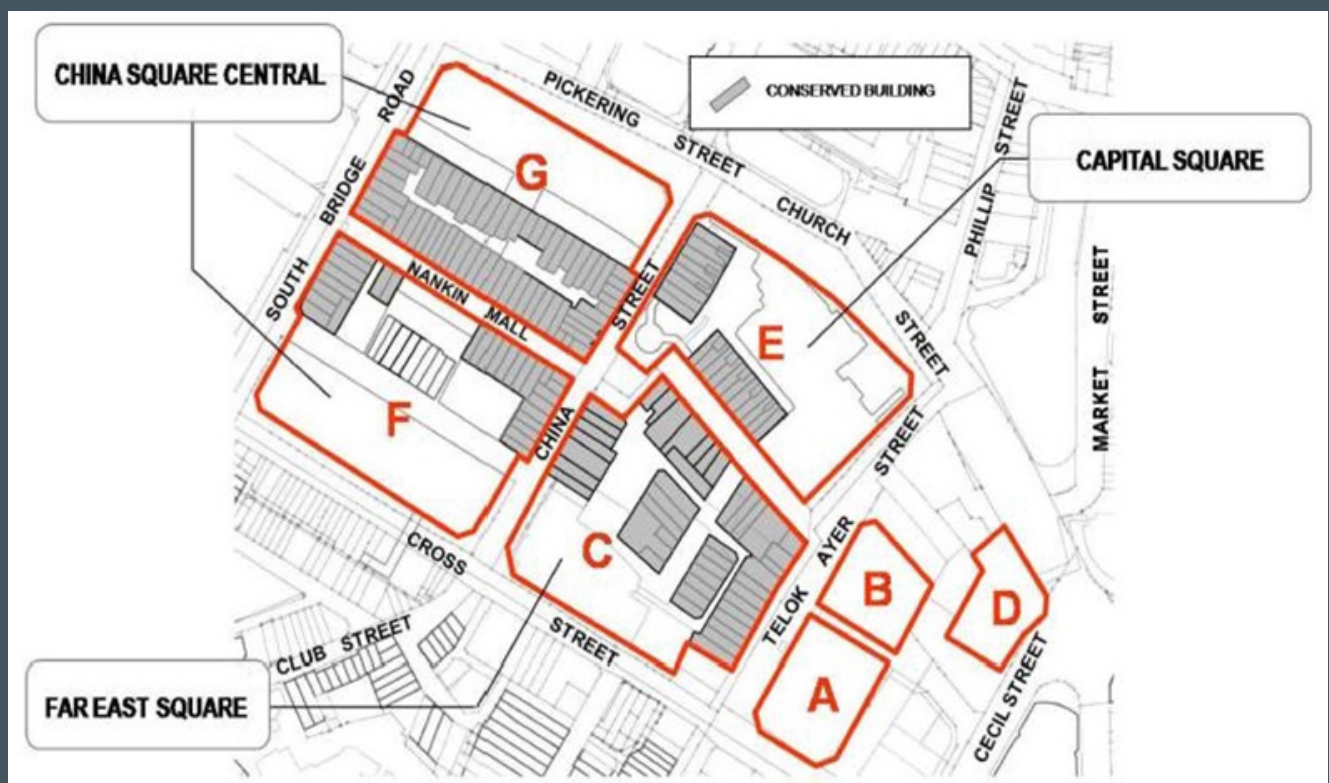 CHINA SQUARE CENTRAL
ROAD
PICKERING
STREET
CONSERVED BUILDING
STREET
PHILLIP
CAPITAL SQUARE
G
BRIDGE
CHURCH
MARKET STREET
SOUTH
NANKIN
MALL
STREET
E
STREET
F
CHINA
STREET
CROSS
C
TELOK AYER
B
D
STREET
CLUB STREET
A
CECIL STREET
FAR EAST SQUARE